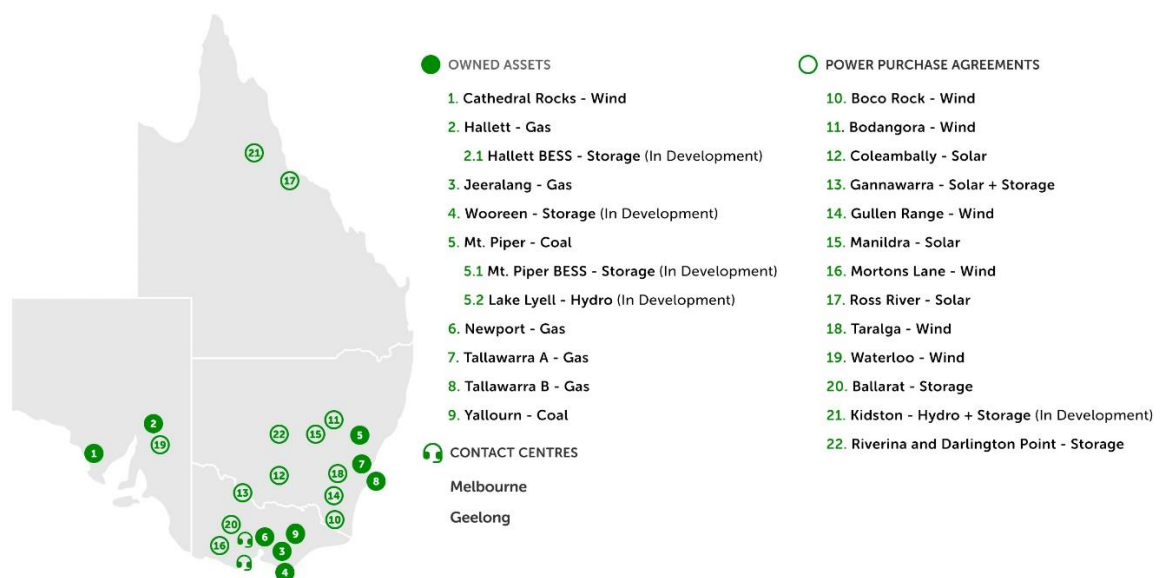 OWNED ASSETS
1. Cathedral Rocks - Wind
2. Hallett - Gas
2.1 Hallett BESS - Storage (In Development)
3. Jeeralang - Gas
4. Wooreen - Storage (In Development)
5. Mt. Piper - Coal
5.1 Mt. Piper BESS - Storage (In Development)
5.2 Lake Lyell - Hydro (In Development)
6. Newport - Gas
7. Tallawarra A - Gas
8. Tallawarra B - Gas
9. Yallourn - Coal
CONTACT CENTRES
Melbourne
Geelong
POWER PURCHASE AGREEMENTS
10. Boco Rock - Wind
11. Bodangora - Wind
12. Coleambally - Solar
13. Gannawarra - Solar + Storage
14. Gullen Range - Wind
15. Manildra - Solar
16. Mortons Lane - Wind
17. Ross River - Solar
18. Taralga - Wind
19. Waterloo - Wind
20. Ballarat - Storage
21. Kidston - Hydro + Storage (In Development)
22. Riverina and Darlington Point - Storage
21
17
2
19
1
11
22
15
5
7
18
8
12
13
14
10
20
6
9
16
3
4